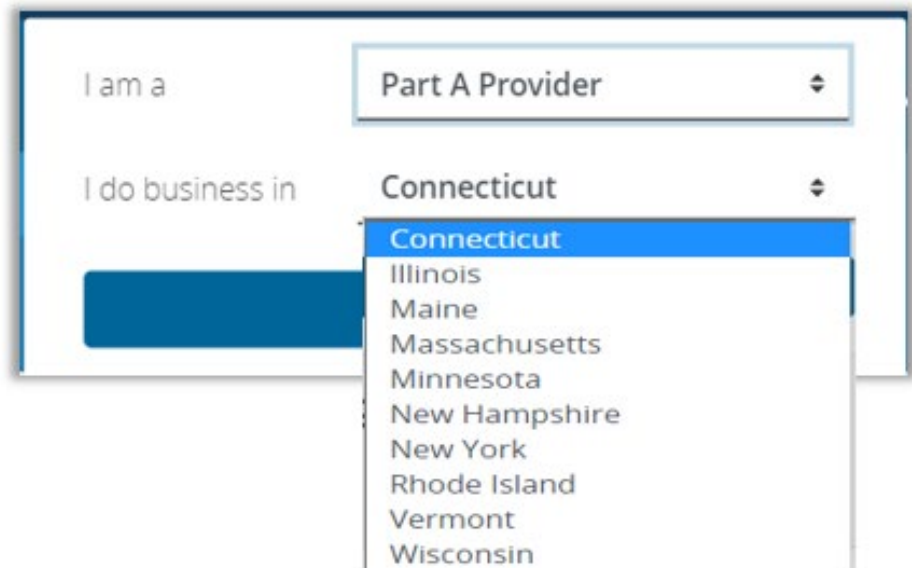 I am a Part A Provider
I do business in Connecticut
Connecticut
Illinois
Maine
Massachusetts
Minnesota
New Hampshire
New York
Rhode Island
Vermont
Wisconsin